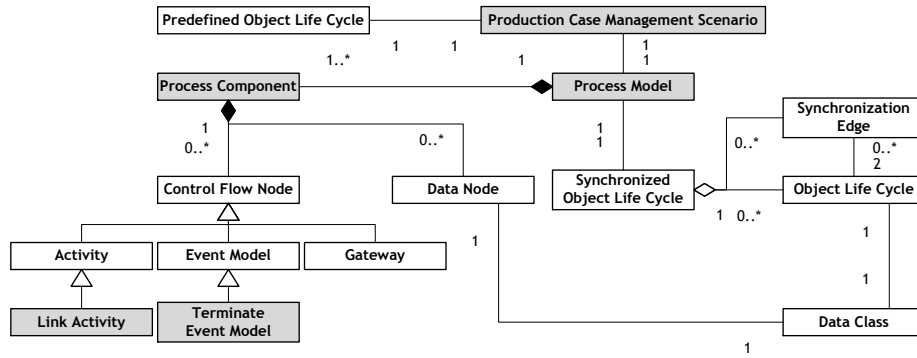 Predefined Object Life Cycle
Production Case Management Scenario
1
1
1
1..*
1
1
Process Component
Process Model
Synchronization
Edge
1
0..*
0..*
1
1
0..*
0..*
2
Control Flow Node
Data Node
Synchronized
Object Life Cycle
Object Life Cycle
1
0..*
1
1
Activity
Event Model
Gateway
1
Link Activity
Terminate
Event Model
Data Class
1